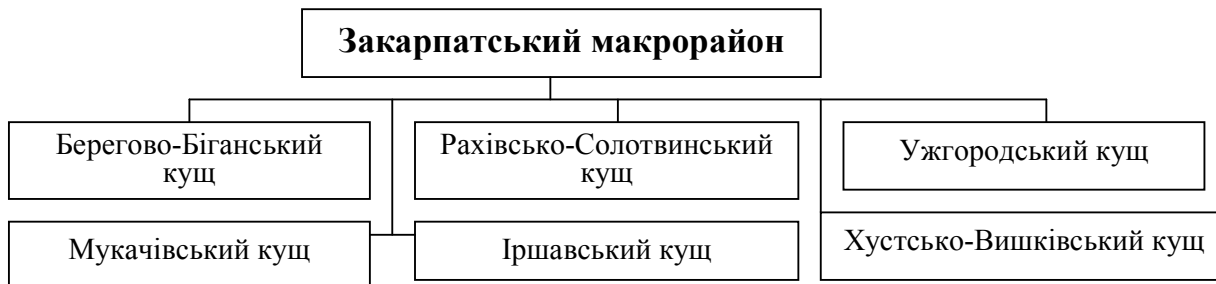 Закарпатський макрорайон
Берегово-Біганський
кущ
Рахівсько-Солотвинський
кущ
Ужгородський кущ
Мукачівський кущ
Іршавський кущ
Хустсько-Вишківський кущ